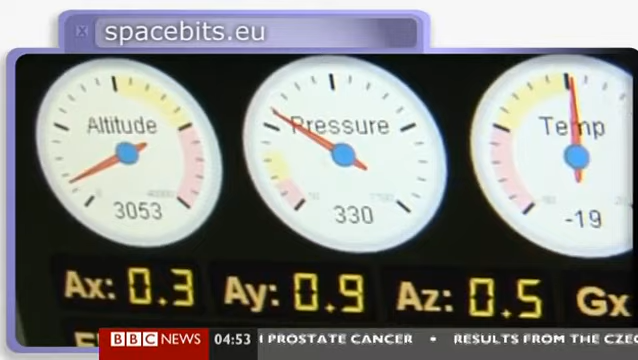 spacebits.eu
Altitude Pressure Temp
3053 330 -19
Ax: 0.3 Ay: 0.9 Az: 0.5 Gx
BBC NEWS 04:53 PROSTATE CANCER • RESULTS FROM THE CZE